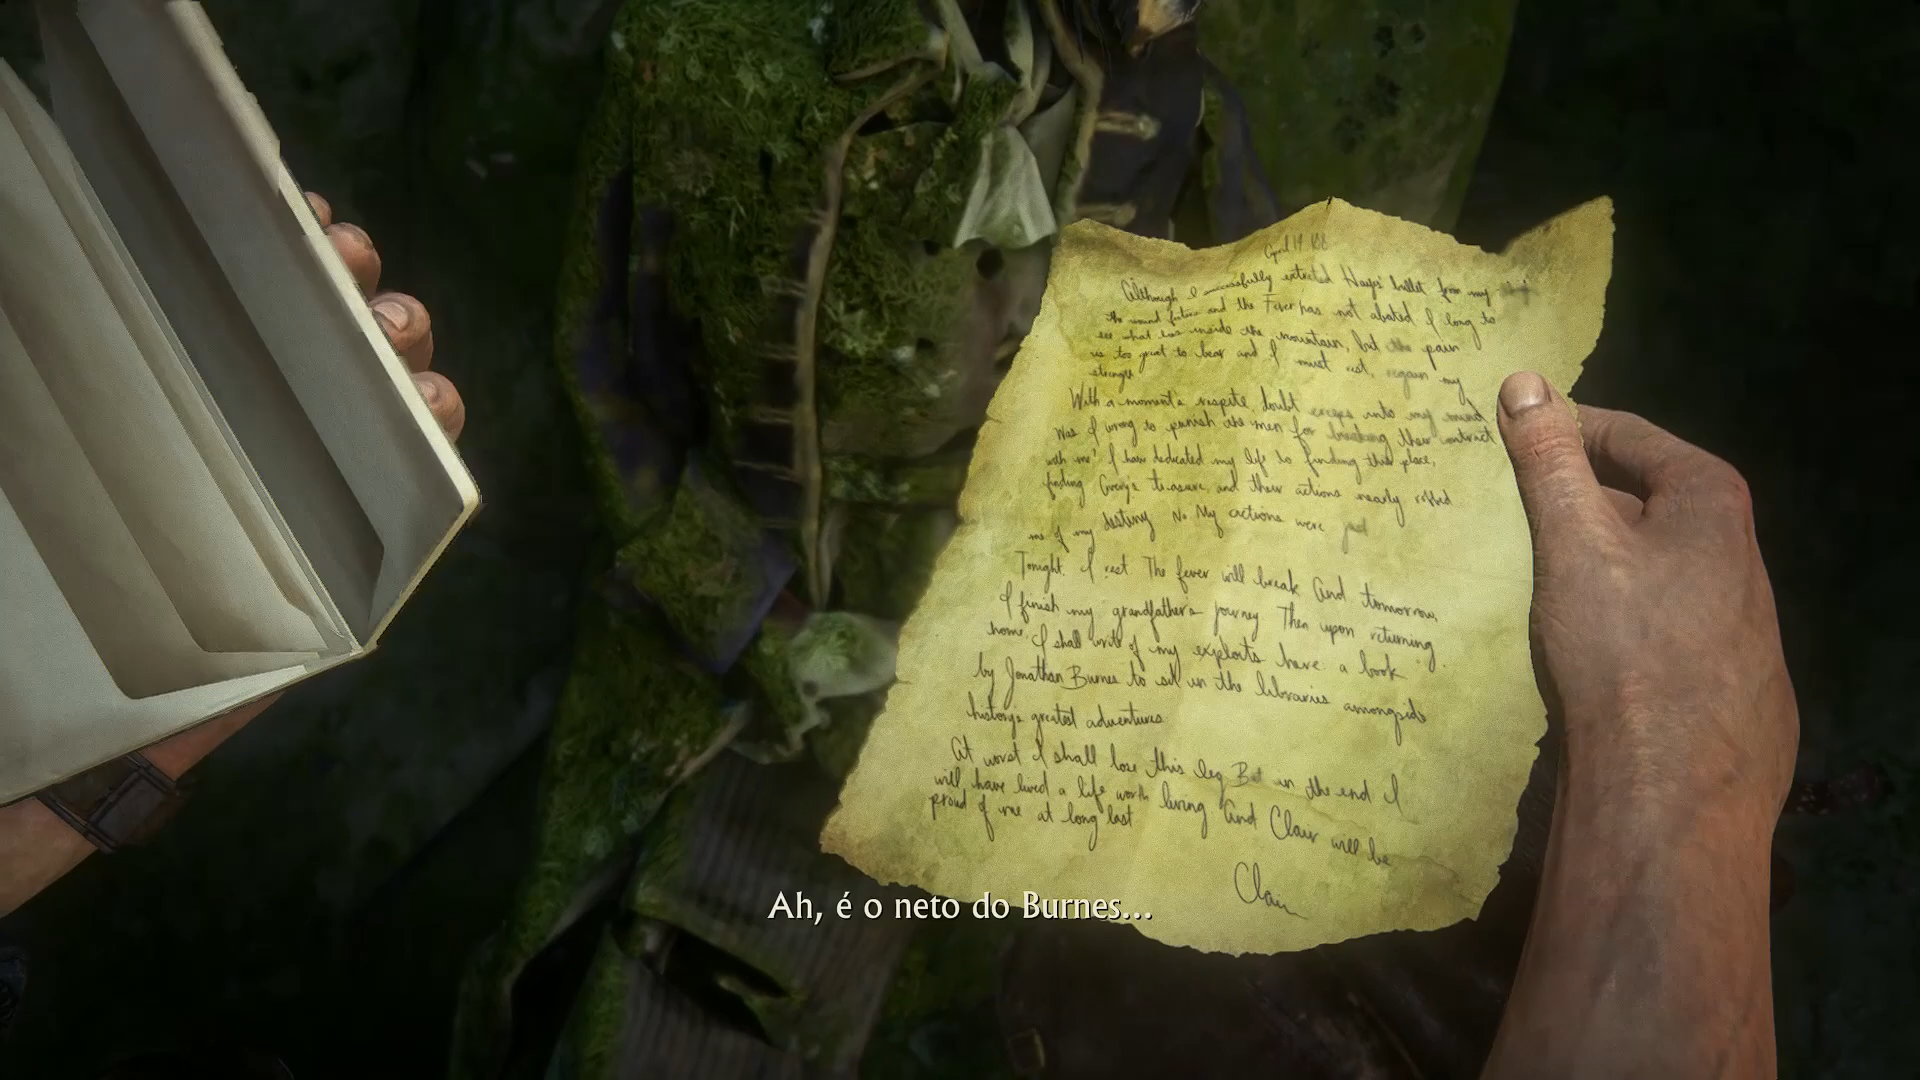 April 19 188
Although I successfully extracted Hayes' bullet from my
the wound festers and the Fever has not abated I long to
see what lies inside the mountain, but the pain
is too great to bear and I must rest, regain my
strength
With a moment's respite, doubt creeps into my mind
Was I wrong to punish the men for breaking their contract
with me? I have dedicated my life to finding this place,
finding Avery's treasure, and their actions nearly robbed
me of my destiny No My actions were just
Tonight, I rest The fever will break And tomorrow,
I finish my grandfather's journey Then upon returning
home, I shall write of my exploits have a book
by Jonathan Burnes to sit in the libraries amongside
history's greatest adventures
At worst I shall lose this leg But in the end I
will have lived a life worth living And Clair will be
proud of me at long last
Clair
Ah, é o neto do Burnes...